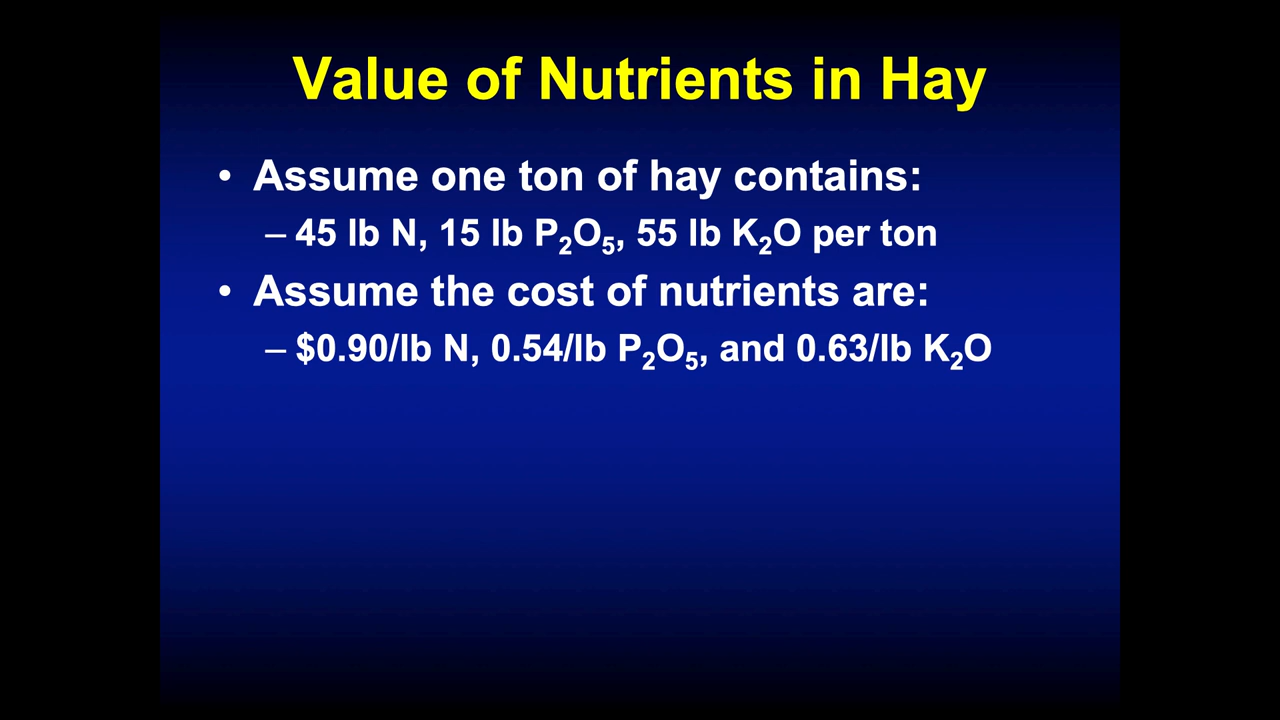 Value of Nutrients in Hay
• Assume one ton of hay contains:
– 45 lb N, 15 lb P₂O₅, 55 lb K₂O per ton
• Assume the cost of nutrients are:
– $0.90/lb N, 0.54/lb P₂O₅, and 0.63/lb K₂O